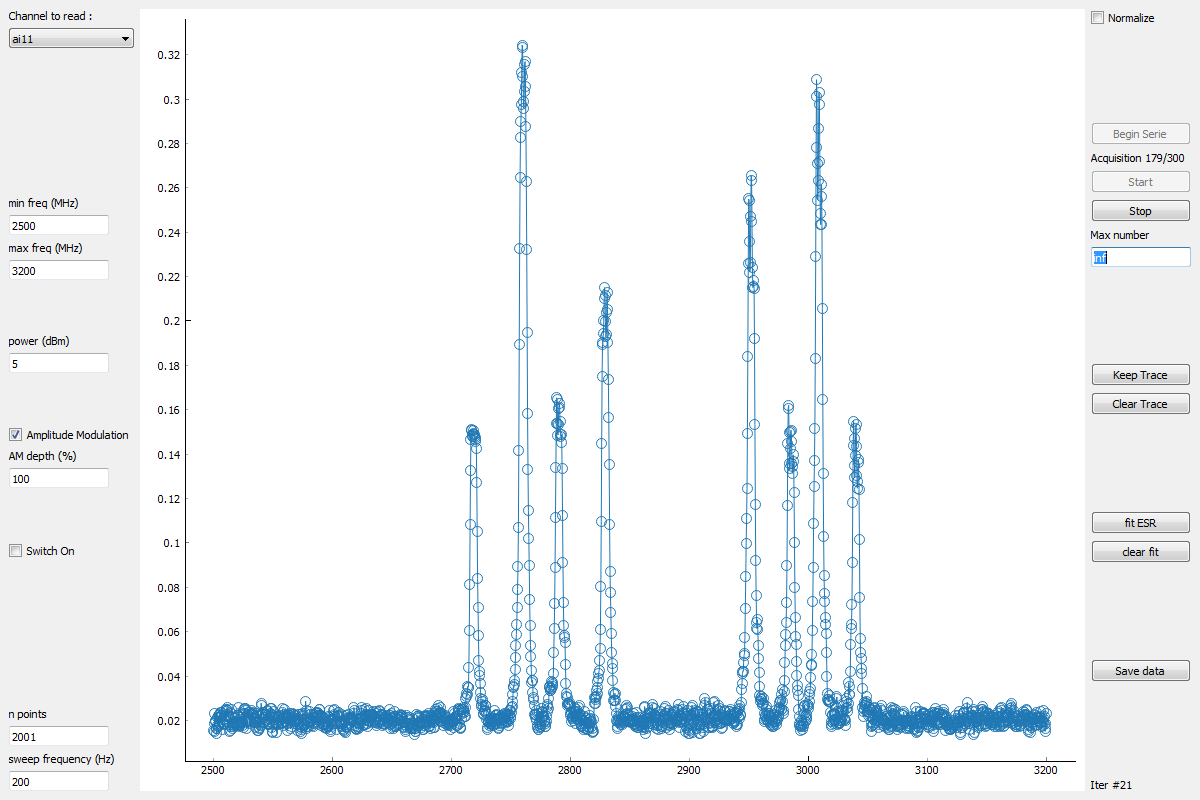 Channel to read :
ai11
min freq (MHz)
2500
max freq (MHz)
3200
power (dBm)
5
Amplitude Modulation
AM depth (%)
100
Switch On
n points
2001
sweep frequency (Hz)
200
0.32
0.3
0.28
0.26
0.24
0.22
0.2
0.18
0.16
0.14
0.12
0.1
0.08
0.06
0.04
0.02
2500 2600 2700 2800 2900 3000 3100 3200
Normalize
Begin Serie
Acquisition 179/300
Start
Stop
Max number
inf
Keep Trace
Clear Trace
fit ESR
clear fit
Save data
Iter #21